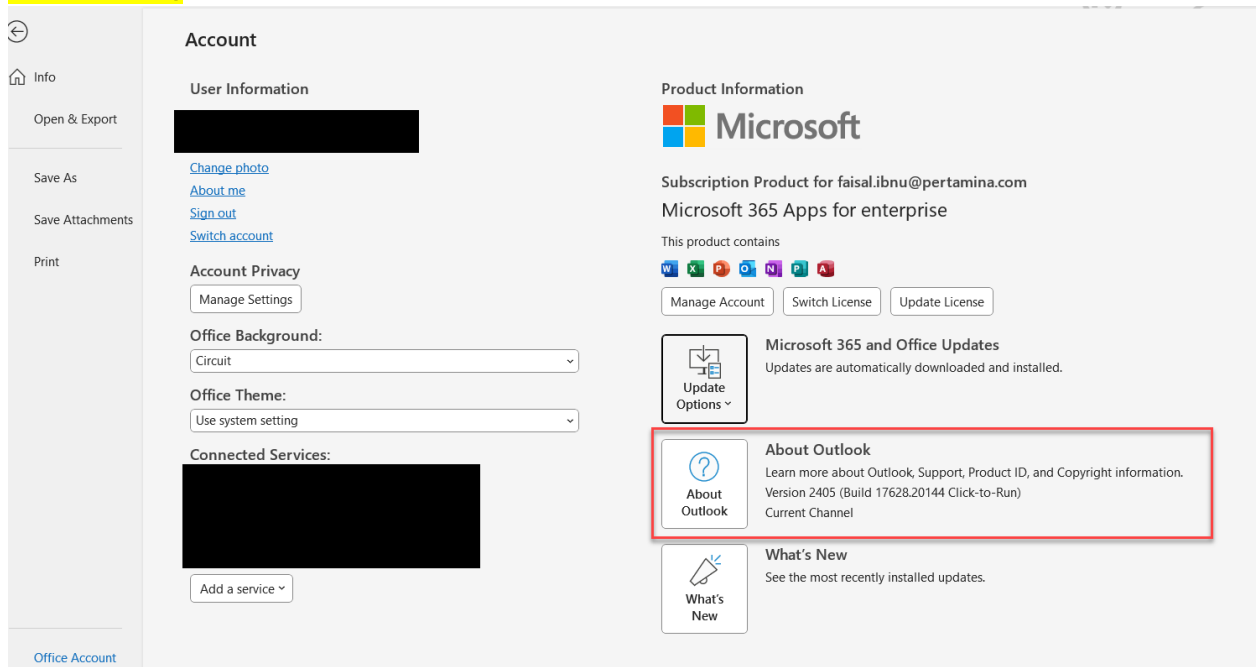 Account
Info
Open & Export
Save As
Save Attachments
Print
Office Account
User Information
Change photo
About me
Sign out
Switch account
Account Privacy
Manage Settings
Office Background:
Circuit
Office Theme:
Use system setting
Connected Services:
Add a service
Product Information
Microsoft
Subscription Product for faisal.ibnu@pertamina.com
Microsoft 365 Apps for enterprise
This product contains
W X P O N P A
Manage Account Switch License Update License
Update
Options
Microsoft 365 and Office Updates
Updates are automatically downloaded and installed.
About
Outlook
About Outlook
Learn more about Outlook, Support, Product ID, and Copyright information.
Version 2405 (Build 17628.20144 Click-to-Run)
Current Channel
What's
New
What's New
See the most recently installed updates.